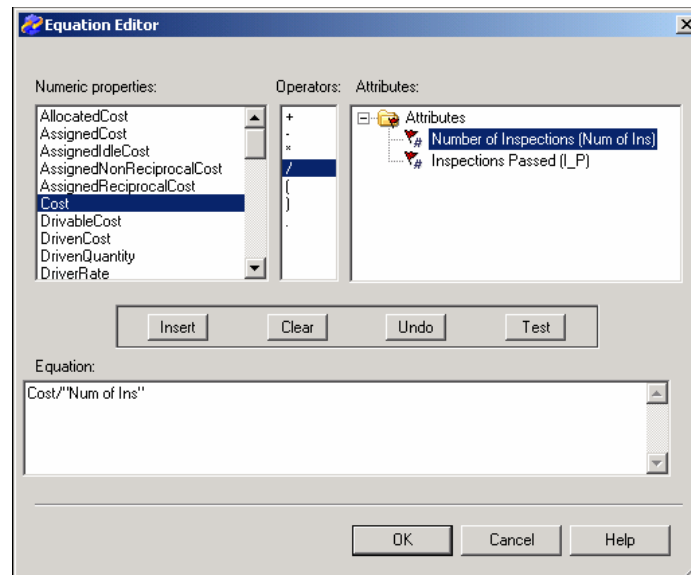 Equation Editor
Numeric properties:
Operators:
Attributes:
AllocatedCost
AssignedCost
AssignedIdleCost
AssignedNonReciprocalCost
AssignedReciprocalCost
Cost
DrivableCost
DrivenCost
DrivenQuantity
DriverRate
+
-
*
/
(
)
.
Attributes
Number of Inspections (Num of Ins)
Inspections Passed (I_P)
Insert
Clear
Undo
Test
Equation:
Cost/"Num of Ins"
OK
Cancel
Help